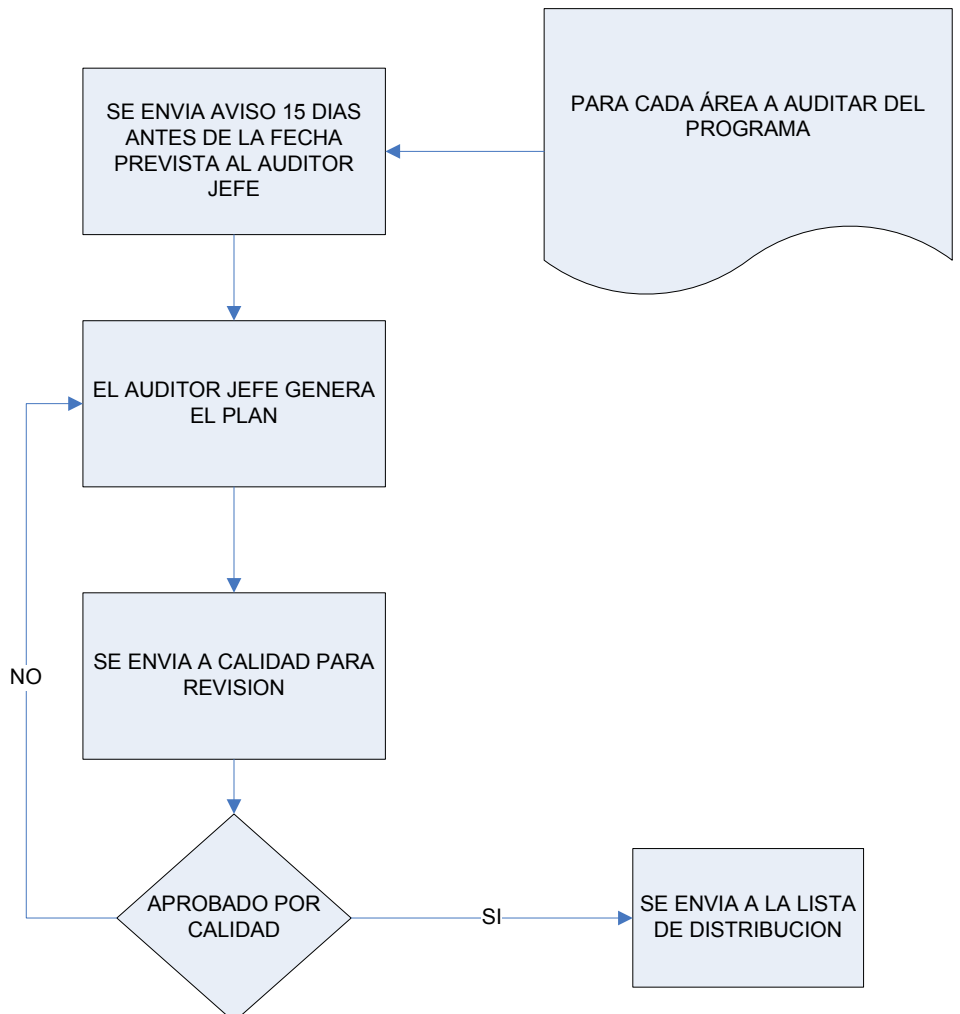 PARA CADA ÁREA A AUDITAR DEL
PROGRAMA
SE ENVIA AVISO 15 DIAS
ANTES DE LA FECHA
PREVISTA AL AUDITOR
JEFE
EL AUDITOR JEFE GENERA
EL PLAN
SE ENVIA A CALIDAD PARA
REVISION
NO
APROBADO POR
CALIDAD
SI
SE ENVIA A LA LISTA
DE DISTRIBUCION